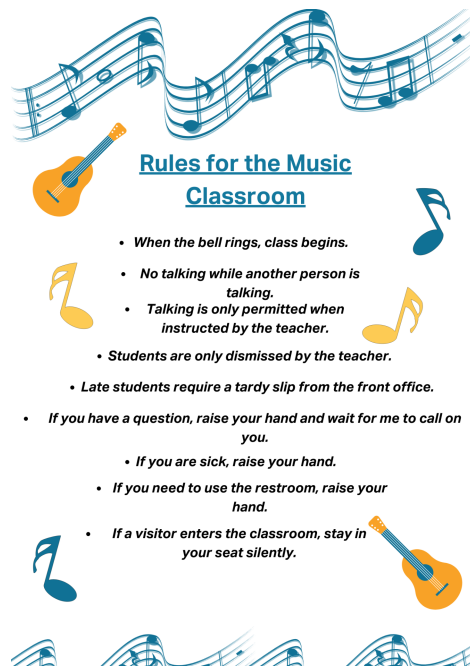 Rules for the Music
Classroom
• When the bell rings, class begins.
• No talking while another person is
talking.
• Talking is only permitted when
instructed by the teacher.
• Students are only dismissed by the teacher.
• Late students require a tardy slip from the front office.
• If you have a question, raise your hand and wait for me to call on
you.
• If you are sick, raise your hand.
• If you need to use the restroom, raise your
hand.
• If a visitor enters the classroom, stay in
your seat silently.